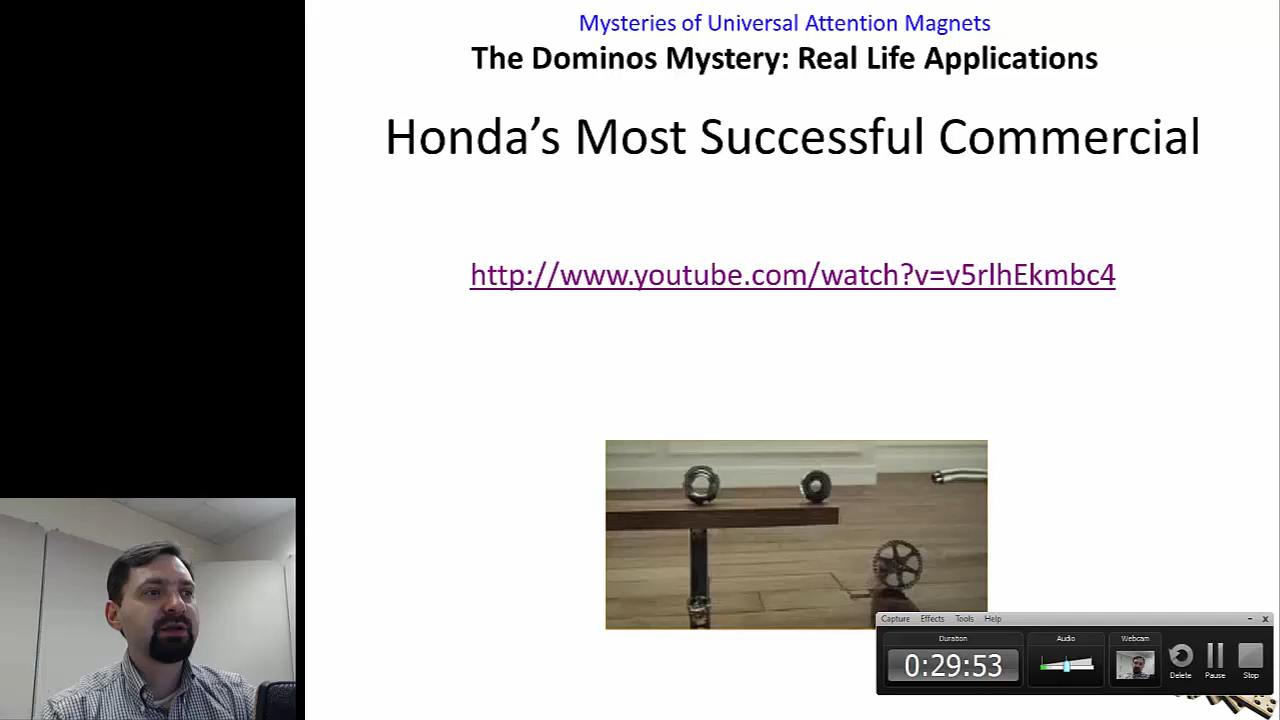 Mysteries of Universal Attention Magnets
The Dominos Mystery: Real Life Applications
Honda’s Most Successful Commercial
http://www.youtube.com/watch?v=v5rlhEkmbc4
Capture Effects Tools Help
– x
Duration Audio Webcam
0:29:53
Delete Pause Stop